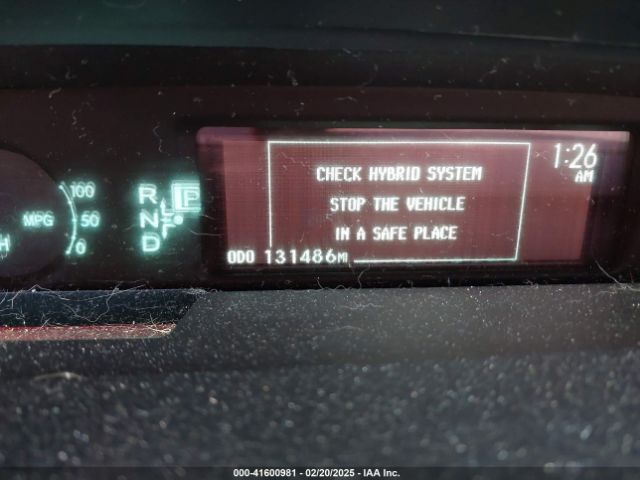 100
MPG 50
H 0
R P
N
D
1:26
AM
CHECK HYBRID SYSTEM
STOP THE VEHICLE
IN A SAFE PLACE
ODO 131486MI
000-41600981 - 02/20/2025 - IAA Inc.